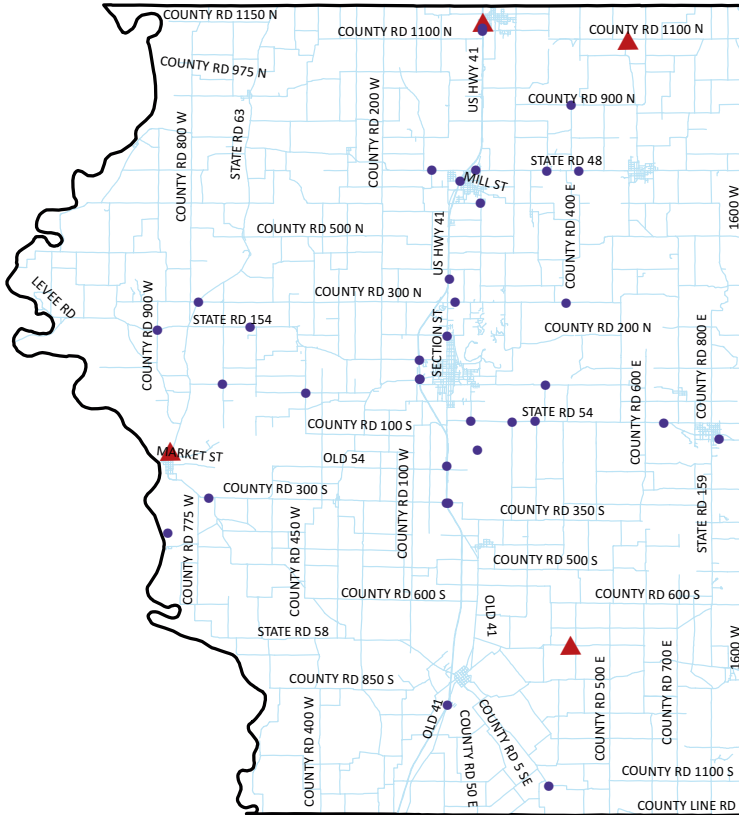 COUNTY RD 1150 N
COUNTY RD 1100 N
COUNTY RD 1100 N
COUNTY RD 975 N
US HWY 41
COUNTY RD 900 N
STATE RD 63
COUNTY RD 200 W
COUNTY RD 800 W
STATE RD 48
MILL ST
COUNTY RD 400 E
1600 W
COUNTY RD 500 N
US HWY 41
LEVEE RD
COUNTY RD 300 N
COUNTY RD 900 W
STATE RD 154
SECTION ST
COUNTY RD 200 N
COUNTY RD 800 E
COUNTY RD 600 E
STATE RD 54
COUNTY RD 100 S
MARKET ST
OLD 54
COUNTY RD 100 W
COUNTY RD 300 S
STATE RD 159
COUNTY RD 775 W
COUNTY RD 450 W
COUNTY RD 350 S
COUNTY RD 500 S
COUNTY RD 600 S
COUNTY RD 600 S
OLD 41
STATE RD 58
1600 W
COUNTY RD 500 E
COUNTY RD 700 E
COUNTY RD 850 S
COUNTY RD 400 W
OLD 41
COUNTY RD 50 E
COUNTY RD 5 SE
COUNTY RD 1100 S
COUNTY LINE RD